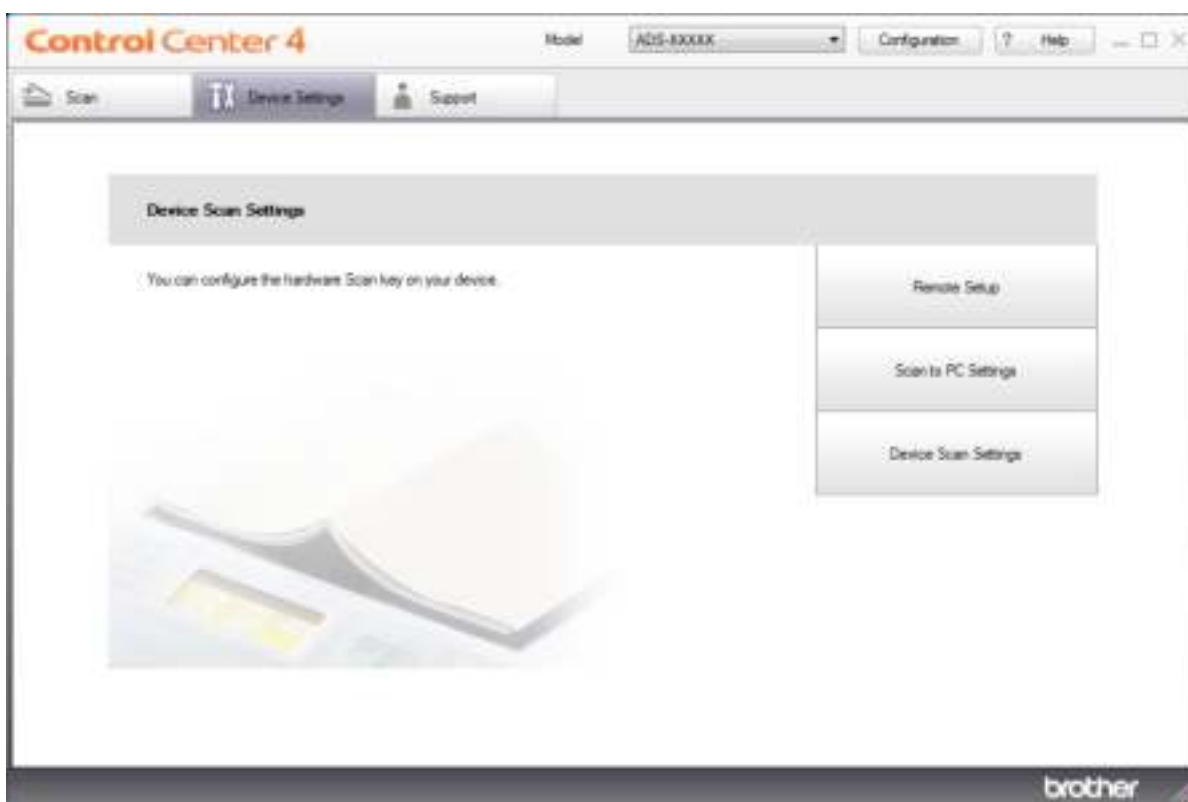 Control Center 4
Model ADS-XXXXX Configuration ? Help
Scan Device Settings Support
Device Scan Settings
You can configure the hardware Scan key on your device.
Remote Setup
Scan to PC Settings
Device Scan Settings
brother